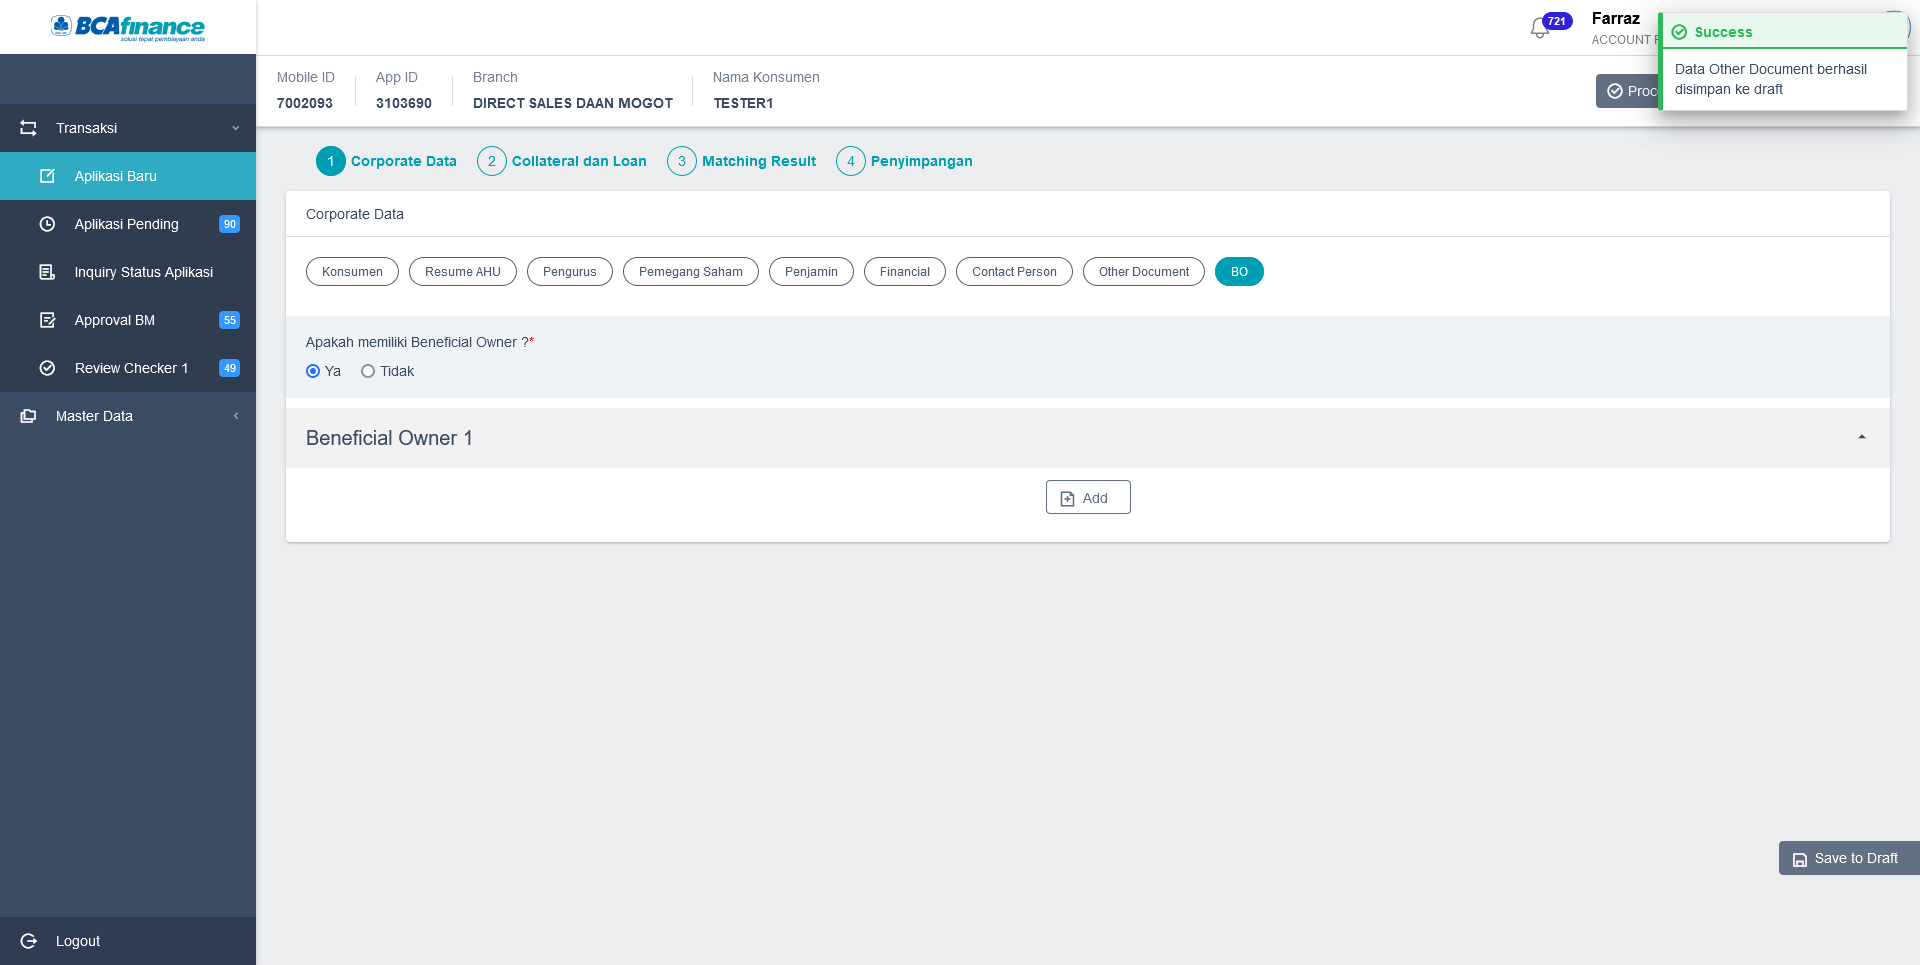 BCAfinance
solusi tepat pembiayaan anda
721
Farraz
ACCOUNT
Success
Data Other Document berhasil
disimpan ke draft
Mobile ID
7002093
App ID
3103690
Branch
DIRECT SALES DAAN MOGOT
Nama Konsumen
TESTER1
Proc
Transaksi
Aplikasi Baru
Aplikasi Pending 90
Inquiry Status Aplikasi
Approval BM 55
Review Checker 1 49
Master Data
Logout
1 Corporate Data 2 Collateral dan Loan 3 Matching Result 4 Penyimpangan
Corporate Data
Konsumen Resume AHU Pengurus Pemegang Saham Penjamin Financial Contact Person Other Document BO
Apakah memiliki Beneficial Owner ?*
Ya Tidak
Beneficial Owner 1
Add
Save to Draft